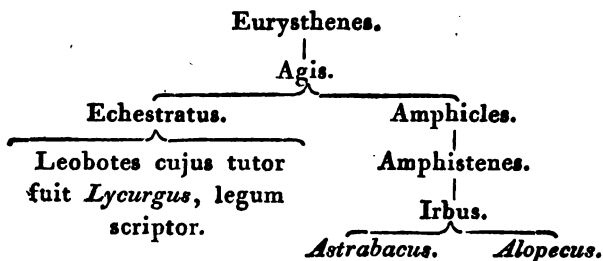 Eurysthenes.
Agis.
Echestratus. Amphicles.
Leobotes cujus tutor
fuit Lycurgus, legum
scriptor.
Amphistenes.
Irbus.
Astrabacus. Alopecus.